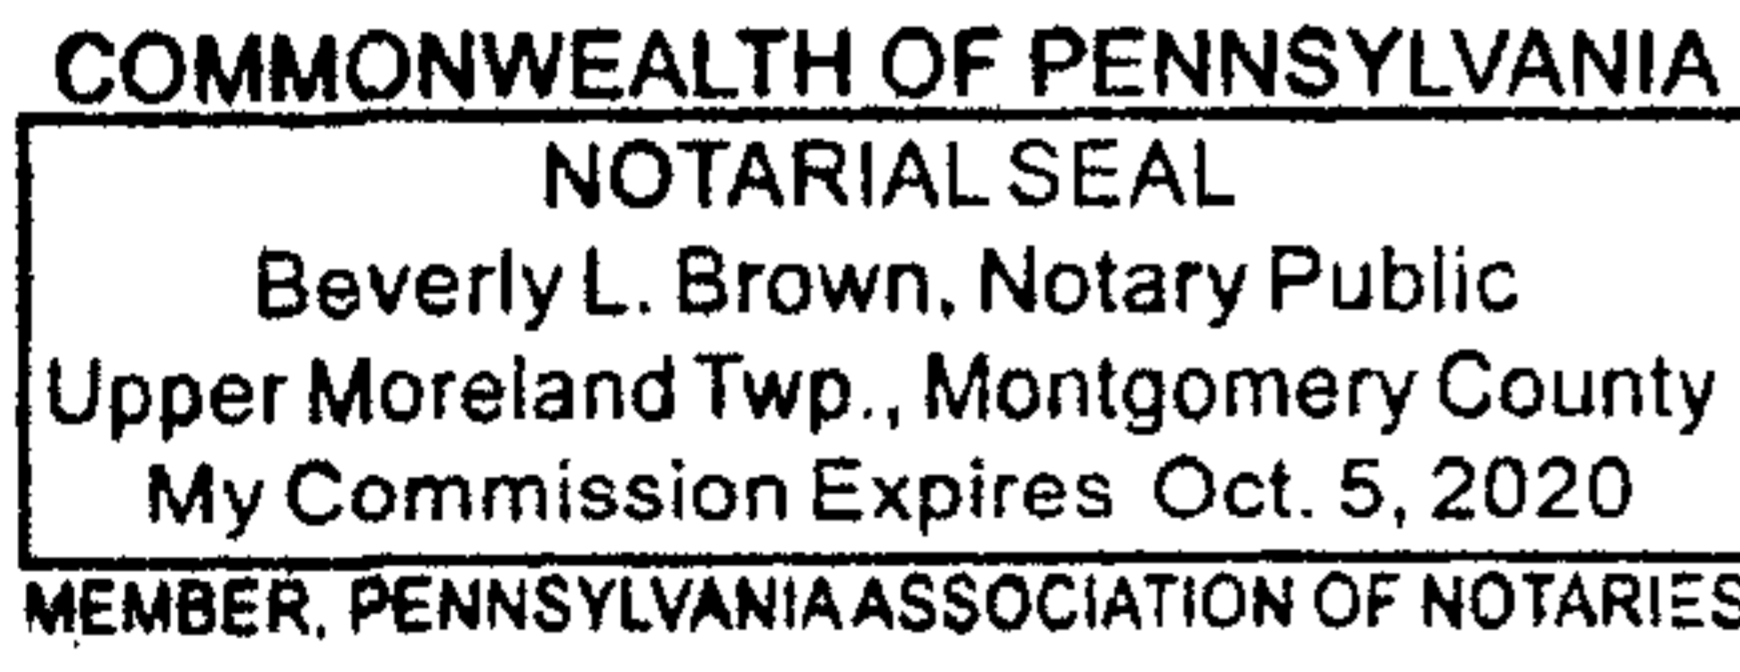 COMMONWEALTH OF PENNSYLVANIA
NOTARIAL SEAL
Beverly L. Brown, Notary Public
Upper Moreland Twp., Montgomery County
My Commission Expires Oct. 5, 2020
MEMBER, PENNSYLVANIA ASSOCIATION OF NOTARIES